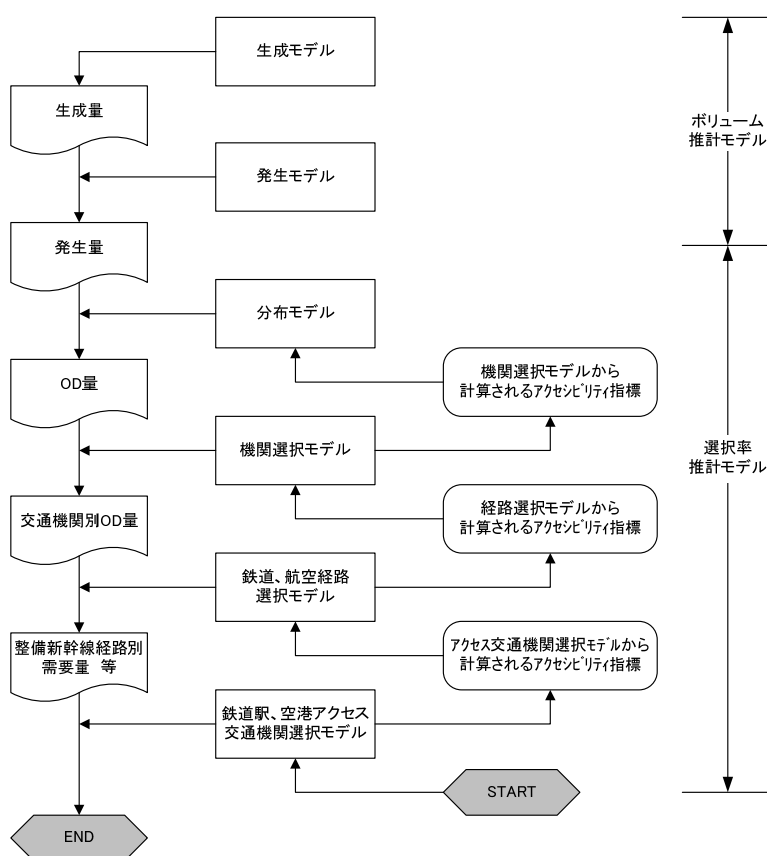 生成モデル
生成量
ボリューム
推計モデル
発生モデル
発生量
分布モデル
機関選択モデルから
計算されるアクセシビリティ指標
OD量
機関選択モデル
選択率
推計モデル
経路選択モデルから
計算されるアクセシビリティ指標
交通機関別OD量
鉄道、航空経路
選択モデル
整備新幹線経路別
需要量 等
アクセス交通機関選択モデルから
計算されるアクセシビリティ指標
鉄道駅、空港アクセス
交通機関選択モデル
START
END